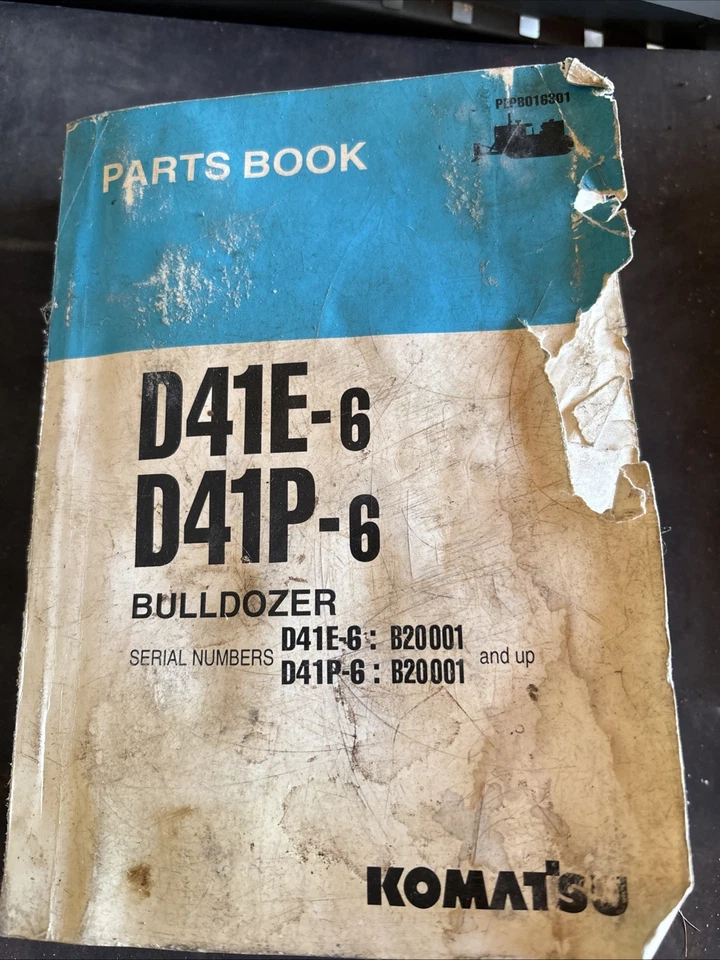 PEPB016301
PARTS BOOK
D41E-6
D41P-6
BULLDOZER
SERIAL NUMBERS D41E-6 : B20001 and up
D41P-6 : B20001
KOMATSU